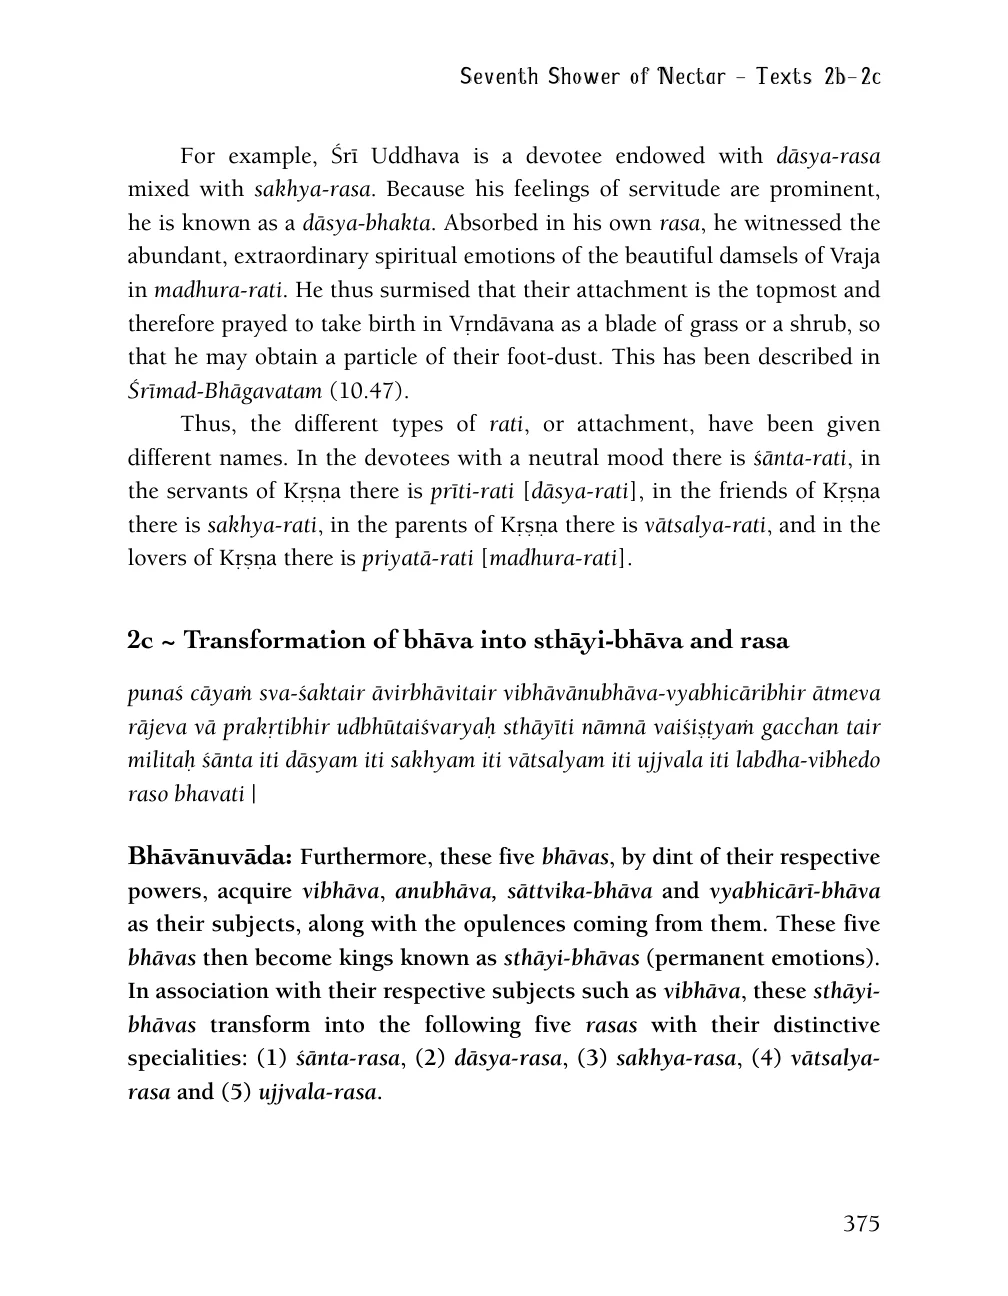 Seventh Shower of Nectar – Texts 2b–2c
For example, Śrī Uddhava is a devotee endowed with dāsya-rasa
mixed with sakhya-rasa. Because his feelings of servitude are prominent,
he is known as a dāsya-bhakta. Absorbed in his own rasa, he witnessed the
abundant, extraordinary spiritual emotions of the beautiful damsels of Vraja
in madhura-rati. He thus surmised that their attachment is the topmost and
therefore prayed to take birth in Vṛndāvana as a blade of grass or a shrub, so
that he may obtain a particle of their foot-dust. This has been described in
Śrīmad-Bhāgavatam (10.47).
Thus, the different types of rati, or attachment, have been given
different names. In the devotees with a neutral mood there is śānta-rati, in
the servants of Kṛṣṇa there is prīti-rati [dāsya-rati], in the friends of Kṛṣṇa
there is sakhya-rati, in the parents of Kṛṣṇa there is vātsalya-rati, and in the
lovers of Kṛṣṇa there is priyatā-rati [madhura-rati].
2c ~ Transformation of bhāva into sthāyi-bhāva and rasa
punaś cāyaṁ sva-śaktair āvirbhāvitair vibhāvānubhāva-vyabhicāribhir ātmeva
rājeva vā prakṛtibhir udbhūtaiśvaryaḥ sthāyīti nāmnā vaiśiṣṭyaṁ gacchan tair
militaḥ śānta iti dāsyam iti sakhyam iti vātsalyam iti ujjvala iti labdha-vibhedo
raso bhavati |
Bhāvānuvāda: Furthermore, these five bhāvas, by dint of their respective
powers, acquire vibhāva, anubhāva, sāttvika-bhāva and vyabhicārī-bhāva
as their subjects, along with the opulences coming from them. These five
bhāvas then become kings known as sthāyi-bhāvas (permanent emotions).
In association with their respective subjects such as vibhāva, these sthāyi-
bhāvas transform into the following five rasas with their distinctive
specialities: (1) śānta-rasa, (2) dāsya-rasa, (3) sakhya-rasa, (4) vātsalya-
rasa and (5) ujjvala-rasa.
375